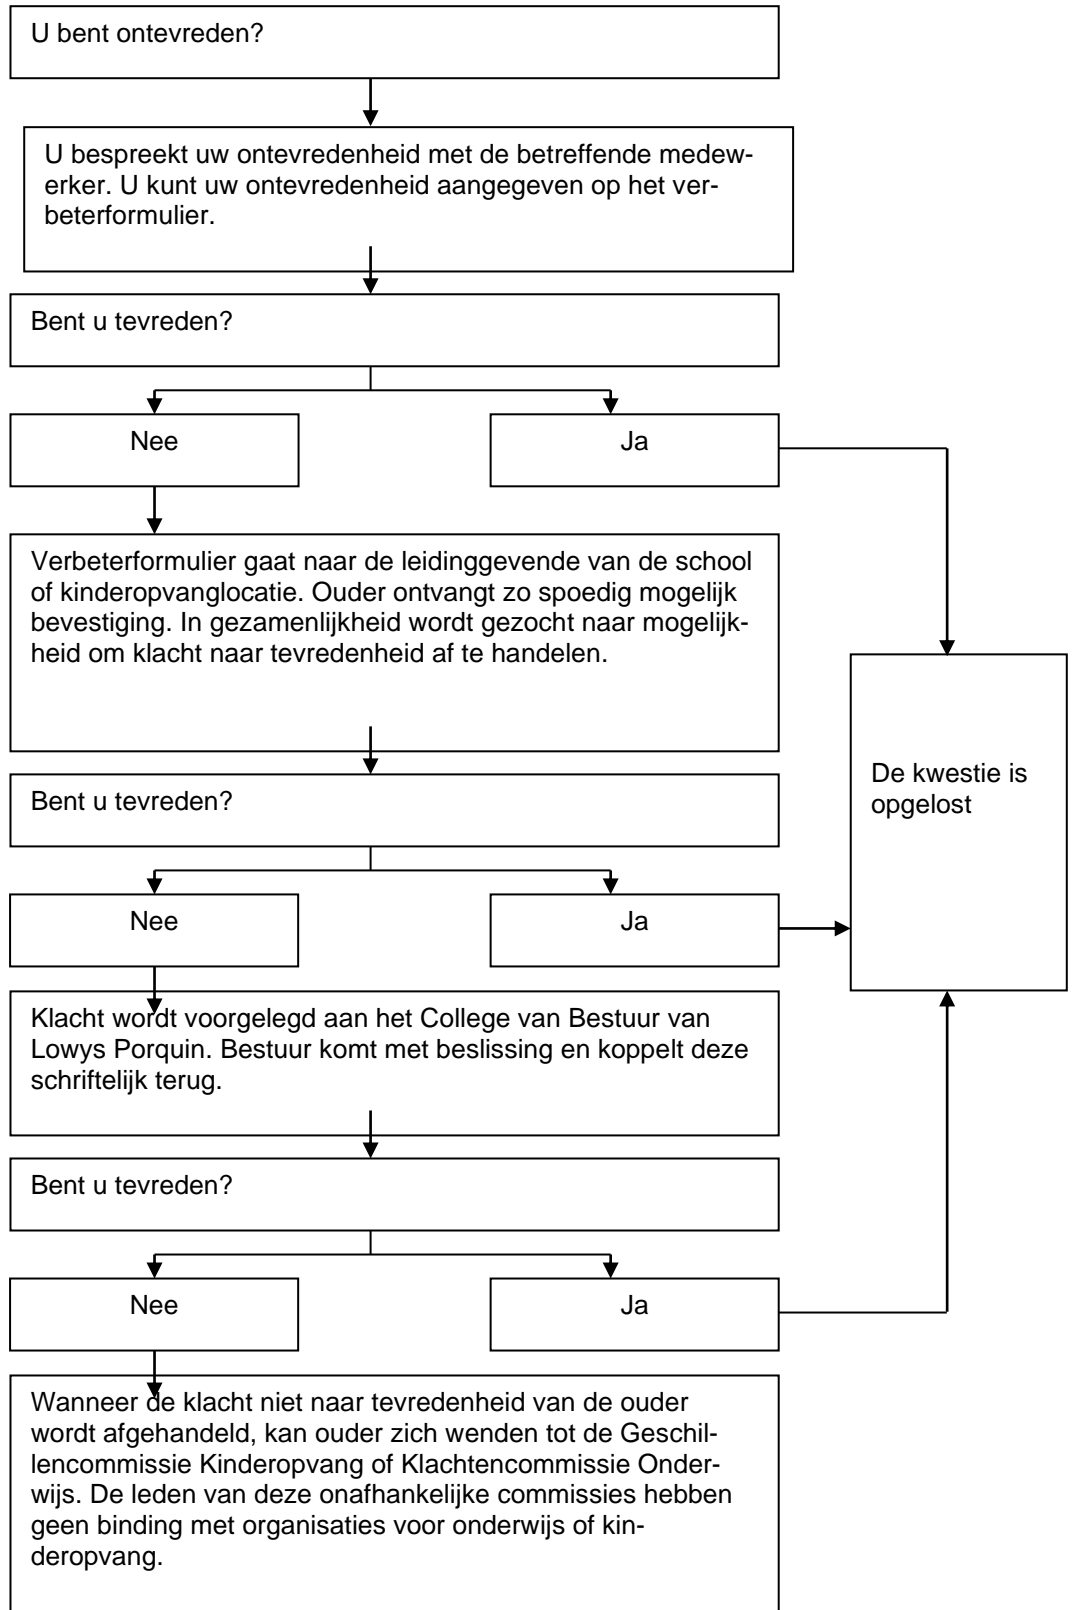 U bent ontevreden?
U bespreekt uw ontevredenheid met de betreffende medew-
erker. U kunt uw ontevredenheid aangegeven op het ver-
beterformulier.
Bent u tevreden?
Nee
Ja
Verbeterformulier gaat naar de leidinggevende van de school
of kinderopvanglocatie. Ouder ontvangt zo spoedig mogelijk
bevestiging. In gezamenlijkheid wordt gezocht naar mogelijk-
heid om klacht naar tevredenheid af te handelen.
De kwestie is
opgelost
Bent u tevreden?
Nee
Ja
Klacht wordt voorgelegd aan het College van Bestuur van
Lowys Porquin. Bestuur komt met beslissing en koppelt deze
schriftelijk terug.
Bent u tevreden?
Nee
Ja
Wanneer de klacht niet naar tevredenheid van de ouder
wordt afgehandeld, kan ouder zich wenden tot de Geschil-
lencommissie Kinderopvang of Klachtencommissie Onder-
wijs. De leden van deze onafhankelijke commissies hebben
geen binding met organisaties voor onderwijs of kin-
deropvang.